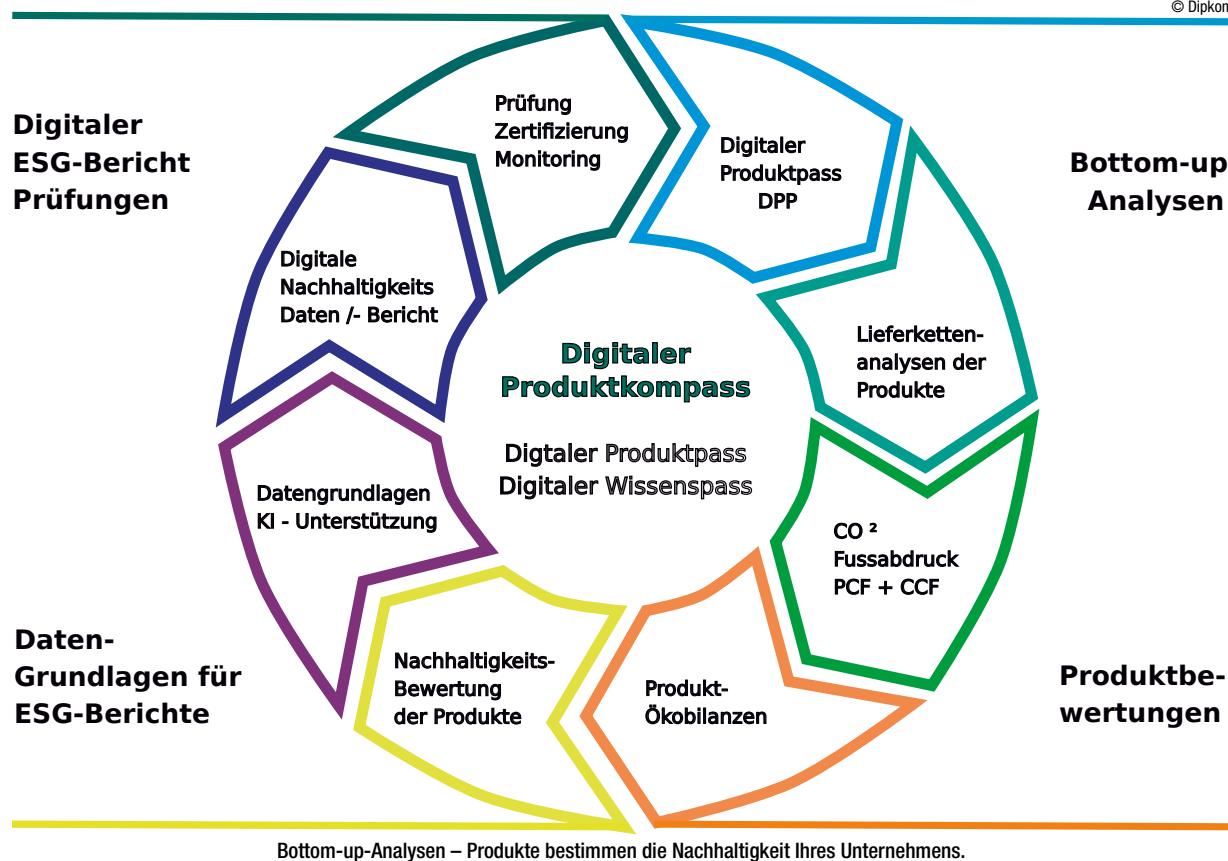 © Dipkon
Digitaler
ESG-Bericht
Prüfungen
Prüfung
Zertifizierung
Monitoring
Digitaler
Produktpass
DPP
Bottom-up
Analysen
Digitale
Nachhaltigkeits
Daten /- Bericht
Lieferketten-
analysen der
Produkte
Digitaler
Produktkompass
Digtaler Produktpass
Digitaler Wissenspass
Datengrundlagen
KI - Unterstützung
CO ²
Fussabdruck
PCF + CCF
Daten-
Grundlagen für
ESG-Berichte
Nachhaltigkeits-
Bewertung
der Produkte
Produkt-
Ökobilanzen
Produktbe-
wertungen
Bottom-up-Analysen – Produkte bestimmen die Nachhaltigkeit Ihres Unternehmens.